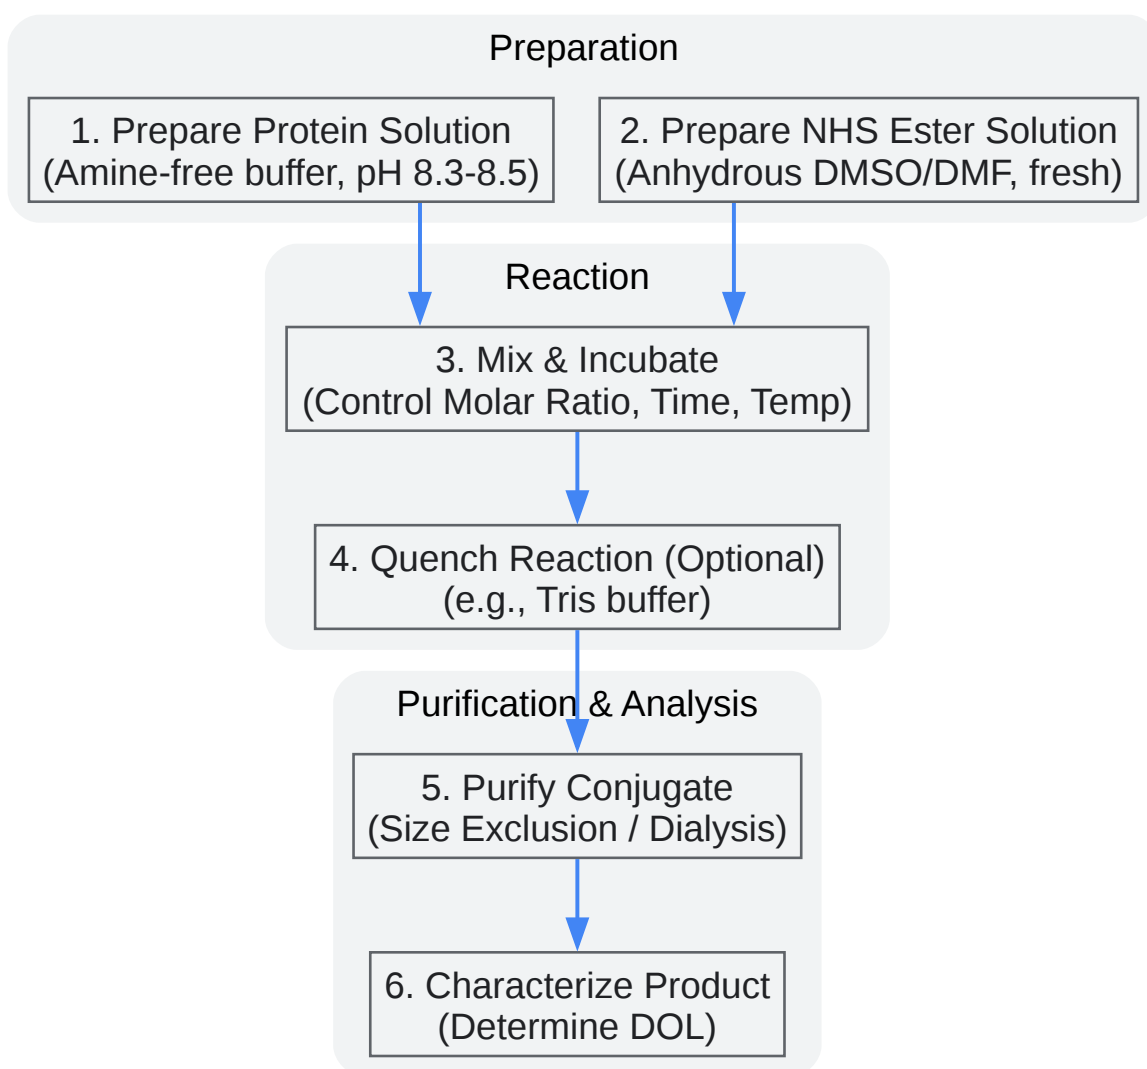 Preparation
1. Prepare Protein Solution
(Amine-free buffer, pH 8.3-8.5)
2. Prepare NHS Ester Solution
(Anhydrous DMSO/DMF, fresh)
Reaction
3. Mix & Incubate
(Control Molar Ratio, Time, Temp)
4. Quench Reaction (Optional)
(e.g., Tris buffer)
Purification & Analysis
5. Purify Conjugate
(Size Exclusion / Dialysis)
6. Characterize Product
(Determine DOL)